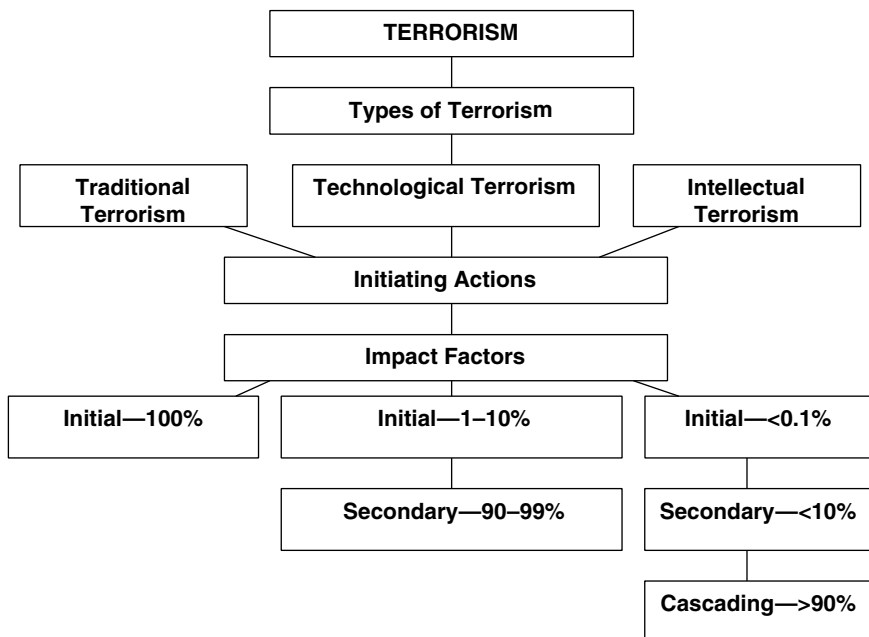 TERRORISM
Types of Terrorism
Traditional
Terrorism
Technological Terrorism
Intellectual
Terrorism
Initiating Actions
Impact Factors
Initial—100%
Initial—1–10%
Initial—<0.1%
Secondary—90–99%
Secondary—<10%
Cascading—>90%